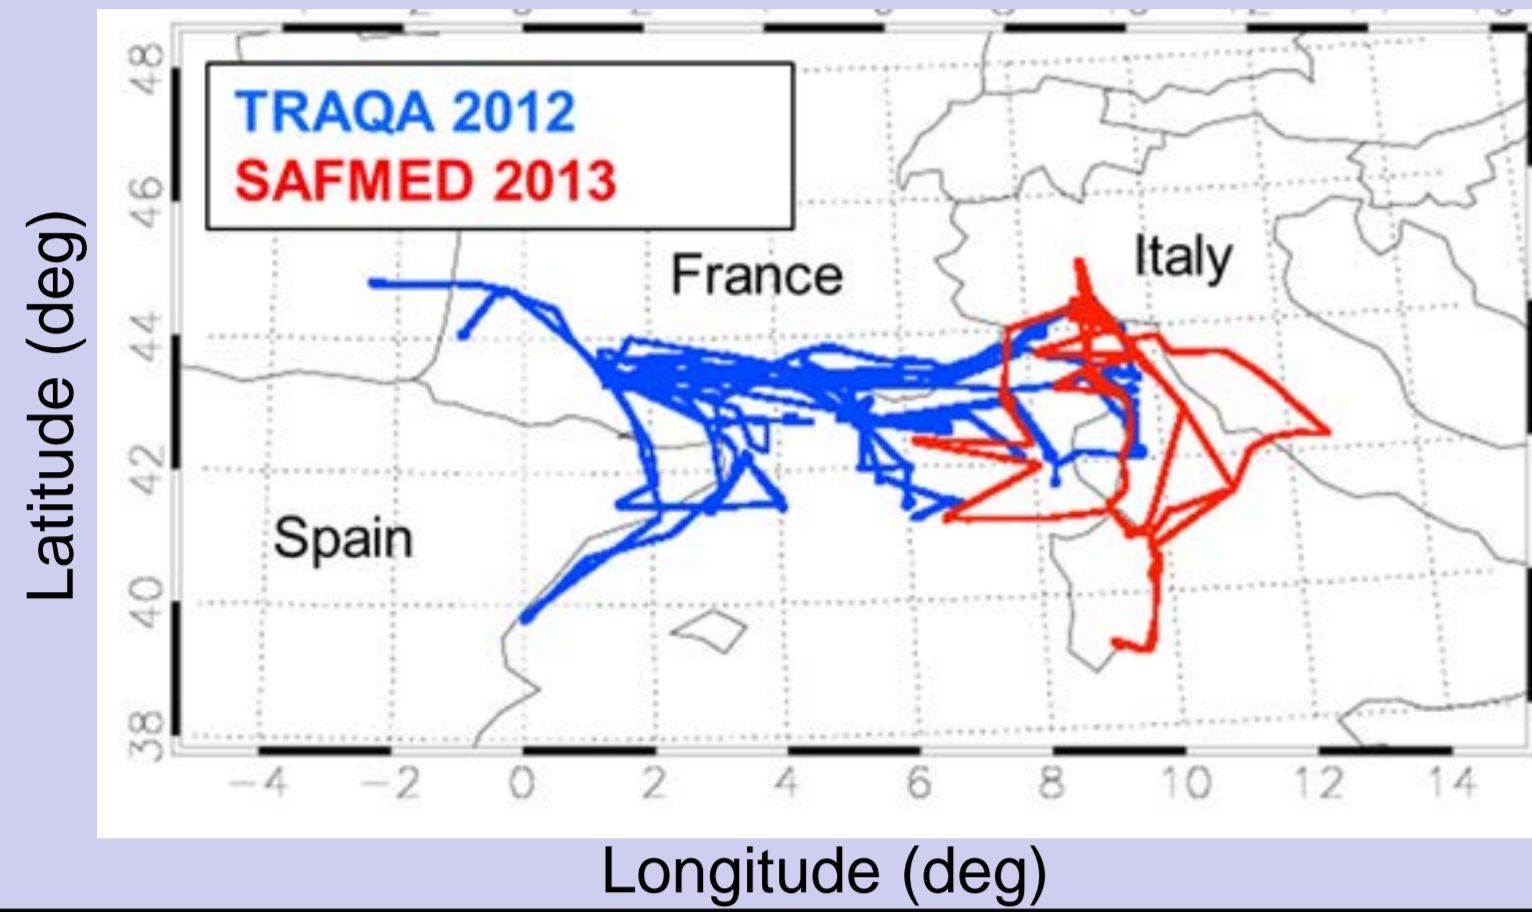 TRAQA 2012
SAFMED 2013
France
Italy
Spain
Latitude (deg)
48
46
44
42
40
38
−4 −2 0 2 4 6 8 10 12 14
Longitude (deg)